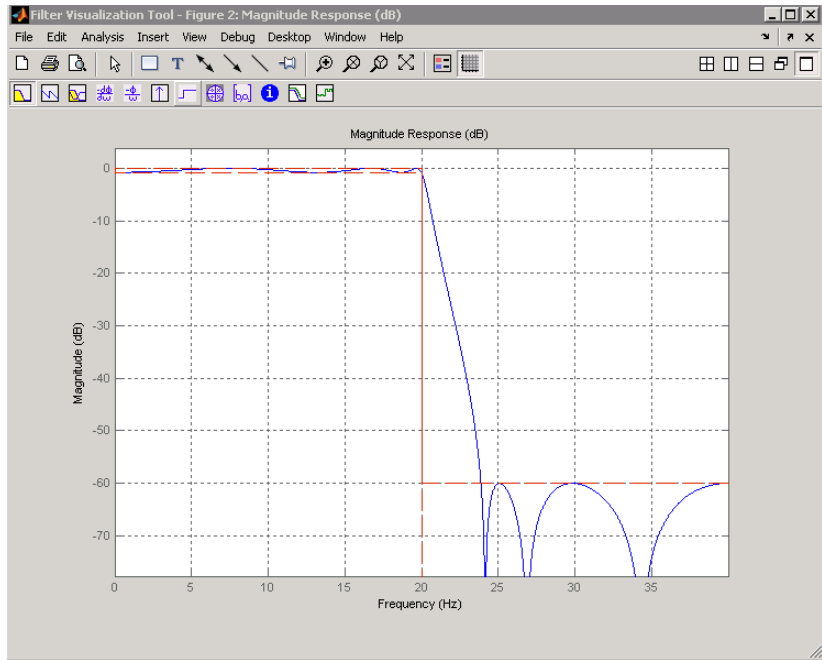 Filter Visualization Tool - Figure 2: Magnitude Response (dB)
File Edit Analysis Insert View Debug Desktop Window Help
T
[b,a]
i
Magnitude Response (dB)
0
-10
-20
-30
-40
-50
-60
-70
Magnitude (dB)
0 5 10 15 20 25 30 35
Frequency (Hz)